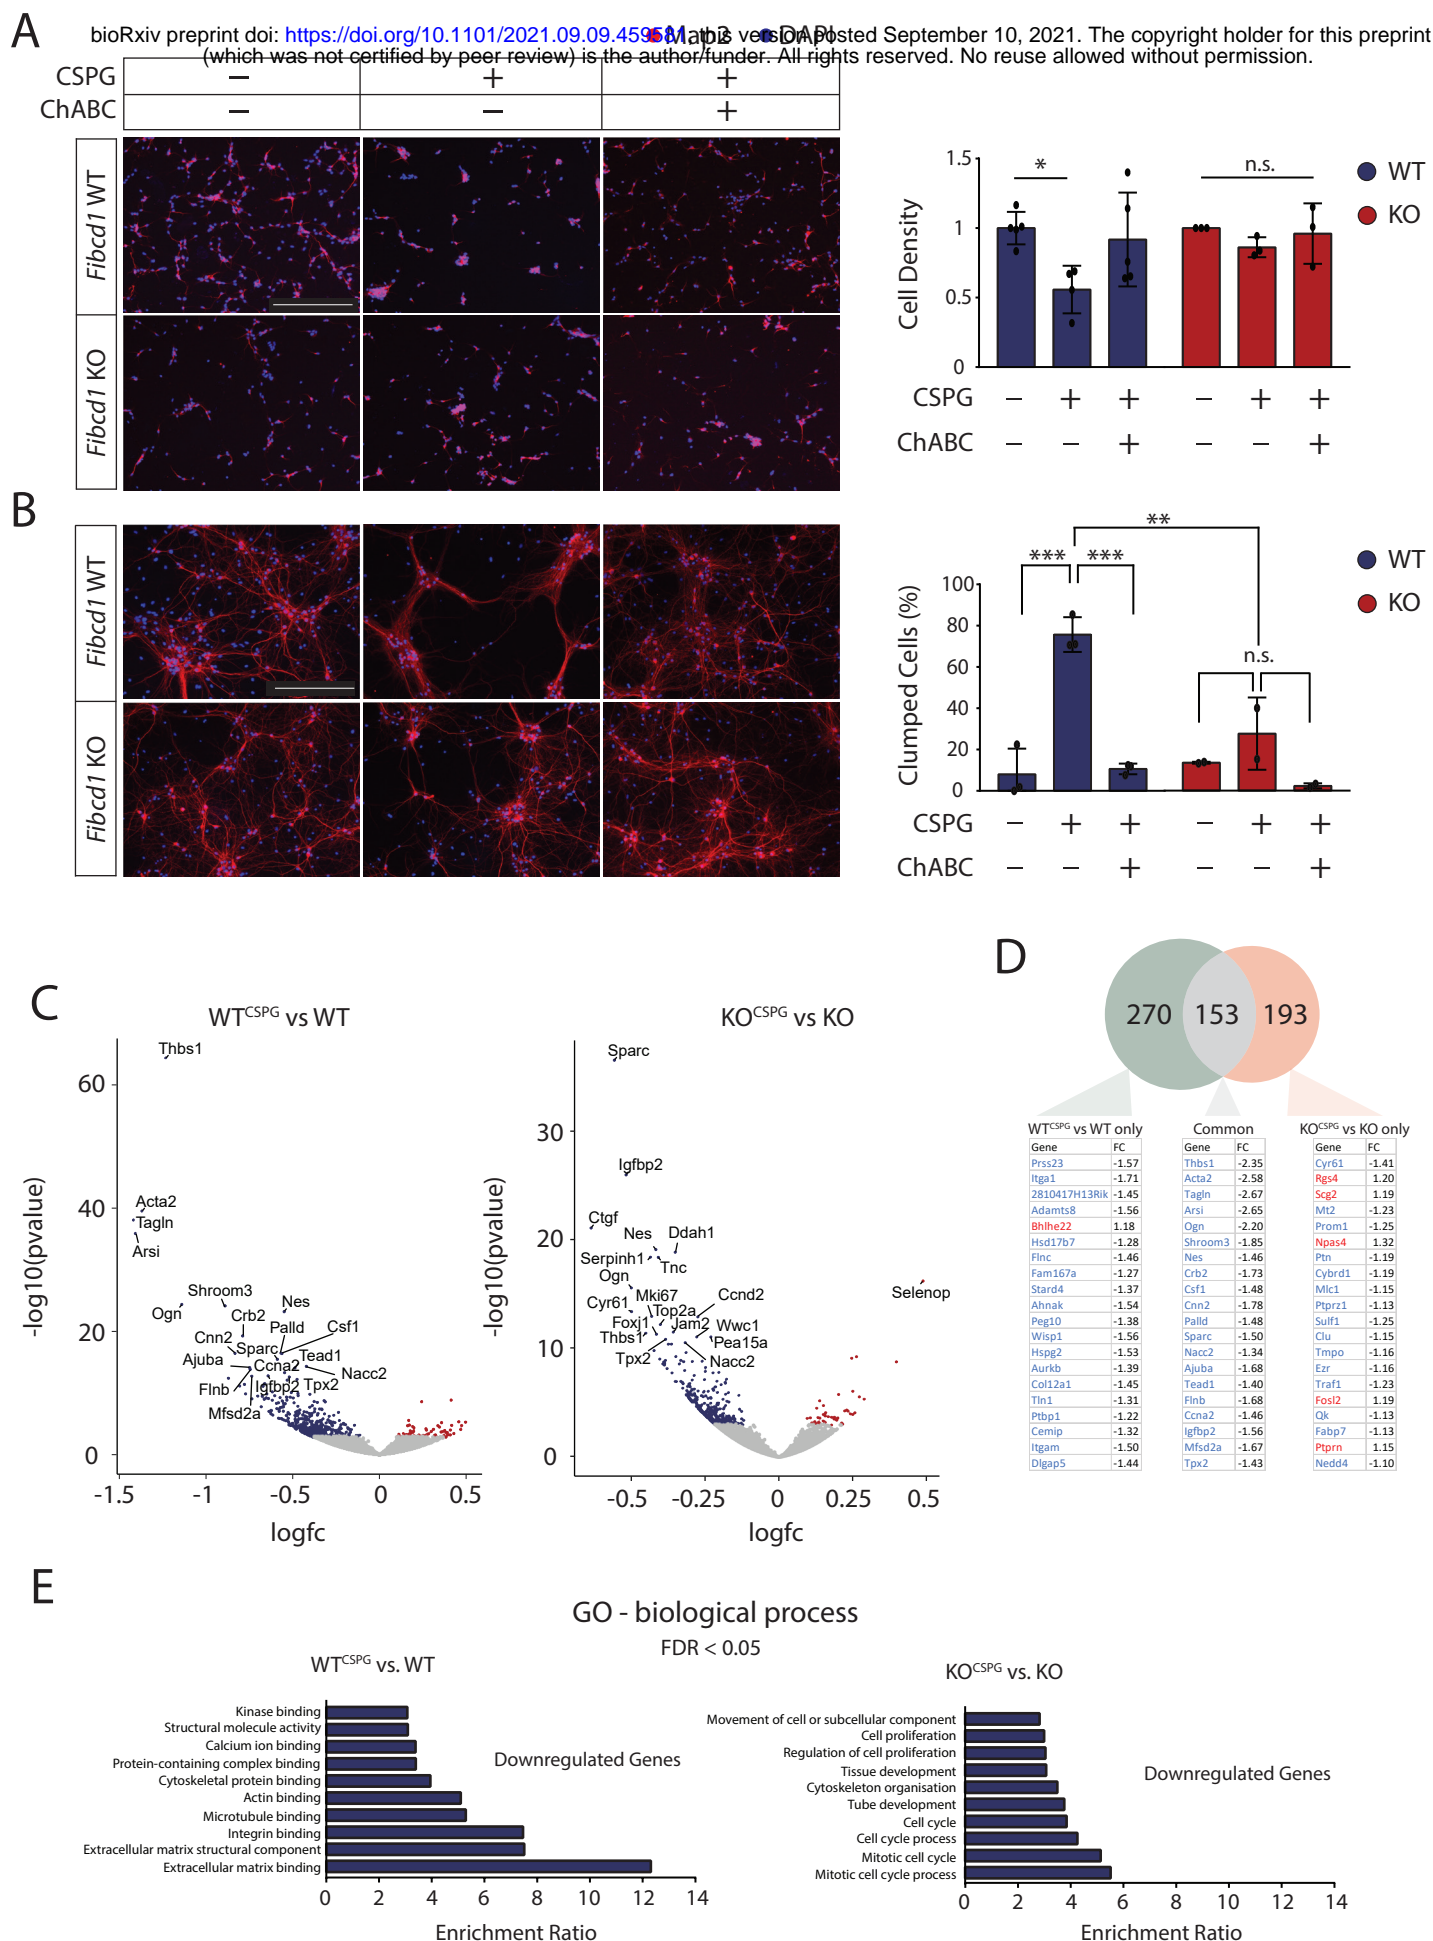 A
bioRxiv preprint doi: https://doi.org/10.1101/2021.09.09.459581; this version posted September 10, 2021. The copyright holder for this preprint
(which was not certified by peer review) is the author/funder. All rights reserved. No reuse allowed without permission.
Map2 DAPI
CSPG − + +
ChABC − − +
Fibcd1 WT
Fibcd1 KO
Cell Density
1.5
1
0.5
0
*
n.s.
WT
KO
CSPG − + + − + +
ChABC − − + − − +
B
Fibcd1 WT
Fibcd1 KO
Clumped Cells (%)
100
80
60
40
20
0
**
*** ***
n.s.
WT
KO
CSPG − + + − + +
ChABC − − + − − +
C
WT^CSPG vs WT
-log10(pvalue)
60
40
20
0
Thbs1
Acta2
Tagln
Arsi
Shroom3
Ogn
Crb2
Nes
Cnn2
Palld
Csf1
Sparc
Ajuba
Ccna2
Tead1
Nacc2
Flnb
Igfbp2
Tpx2
Mfsd2a
-1.5 -1 -0.5 0 0.5
logfc
KO^CSPG vs KO
-log10(pvalue)
30
20
10
0
Sparc
Igfbp2
Ctgf
Nes
Ddah1
Serpinh1
Tnc
Ogn
Selenop
Cyr61
Mki67
Ccnd2
Top2a
Foxj1
Jam2
Wwc1
Thbs1
Pea15a
Tpx2
Nacc2
-0.5 -0.25 0 0.25 0.5
logfc
D
270 153 193
WT^CSPG vs WT only
Gene FC
Prss23 -1.57
Itga1 -1.71
2810417H13Rik -1.45
Adamts8 -1.56
Bhlhe22 1.18
Hsd17b7 -1.28
Flnc -1.46
Fam167a -1.27
Stard4 -1.37
Ahnak -1.54
Peg10 -1.38
Wisp1 -1.56
Hspg2 -1.53
Aurkb -1.39
Col12a1 -1.45
Tln1 -1.31
Ptbp1 -1.22
Cemip -1.32
Itgam -1.50
Dlgap5 -1.44
Common
Gene FC
Thbs1 -2.35
Acta2 -2.58
Tagln -2.67
Arsi -2.65
Ogn -2.20
Shroom3 -1.85
Nes -1.46
Crb2 -1.73
Csf1 -1.48
Cnn2 -1.78
Palld -1.48
Sparc -1.50
Nacc2 -1.34
Ajuba -1.68
Tead1 -1.40
Flnb -1.68
Ccna2 -1.46
Igfbp2 -1.56
Mfsd2a -1.67
Tpx2 -1.43
KO^CSPG vs KO only
Gene FC
Cyr61 -1.41
Rgs4 1.20
Scg2 1.19
Mt2 -1.23
Prom1 -1.25
Npas4 1.32
Ptn -1.19
Cybrd1 -1.19
Mlc1 -1.15
Ptprz1 -1.13
Sulf1 -1.25
Clu -1.15
Tmpo -1.16
Ezr -1.16
Traf1 -1.23
Fosl2 1.19
Qk -1.13
Fabp7 -1.13
Ptprn 1.15
Nedd4 -1.10
E
GO - biological process
FDR < 0.05
WT^CSPG vs. WT
Kinase binding
Structural molecule activity
Calcium ion binding
Protein-containing complex binding
Cytoskeletal protein binding
Actin binding
Microtubule binding
Integrin binding
Extracellular matrix structural component
Extracellular matrix binding
Downregulated Genes
0 2 4 6 8 10 12 14
Enrichment Ratio
KO^CSPG vs. KO
Movement of cell or subcellular component
Cell proliferation
Regulation of cell proliferation
Tissue development
Cytoskeleton organisation
Tube development
Cell cycle
Cell cycle process
Mitotic cell cycle
Mitotic cell cycle process
Downregulated Genes
0 2 4 6 8 10 12 14
Enrichment Ratio